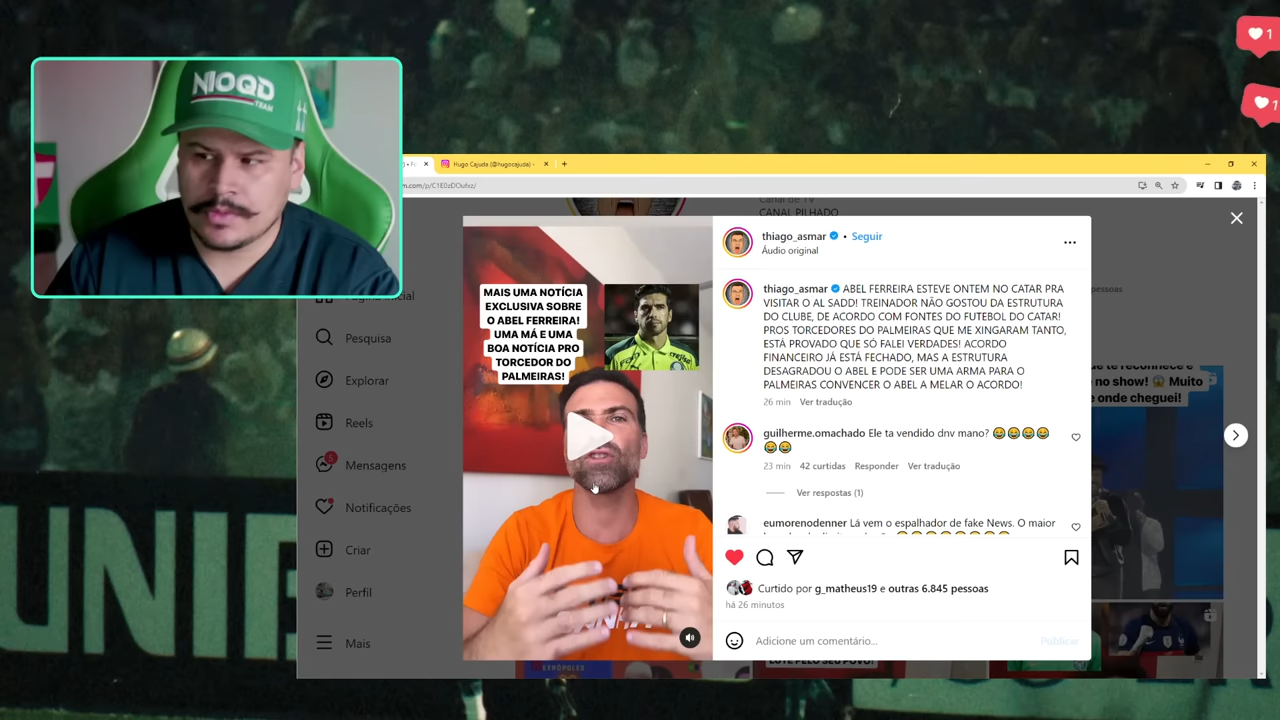 NIOQD
TEAM
1
1
Hugo Cajuda (@hugocajuda) -
m.com/p/C1E0zDOufvz/
Canal de TV
CANAL PILHADO
Página inicial
Pesquisa
Explorar
Reels
5
Mensagens
Notificações
Criar
Perfil
Mais
MAIS UMA NOTÍCIA
EXCLUSIVA SOBRE
O ABEL FERREIRA!
UMA MÁ E UMA
BOA NOTÍCIA PRO
TORCEDOR DO
PALMEIRAS!
thiago_asmar • Seguir
Áudio original
thiago_asmar ABEL FERREIRA ESTEVE ONTEM NO CATAR PRA
VISITAR O AL SADD! TREINADOR NÃO GOSTOU DA ESTRUTURA
DO CLUBE, DE ACORDO COM FONTES DO FUTEBOL DO CATAR!
PROS TORCEDORES DO PALMEIRAS QUE ME XINGARAM TANTO,
ESTÁ PROVADO QUE SÓ FALEI VERDADES! ACORDO
FINANCEIRO JÁ ESTÁ FECHADO, MAS A ESTRUTURA
DESAGRADOU O ABEL E PODE SER UMA ARMA PARA O
PALMEIRAS CONVENCER O ABEL A MELAR O ACORDO!
26 min Ver tradução
guilherme.omachado Ele ta vendido dnv mano? 😂😂😂😂
😂😂
23 min 42 curtidas Responder Ver tradução
Ver respostas (1)
eumorenodenner Lá vem o espalhador de fake News. O maior
Curtido por g_matheus19 e outras 6.845 pessoas
há 26 minutos
Adicione um comentário...
Publicar
pessoas
te reconhece e
no show! 😱 Muito
onde cheguei!
UNIF